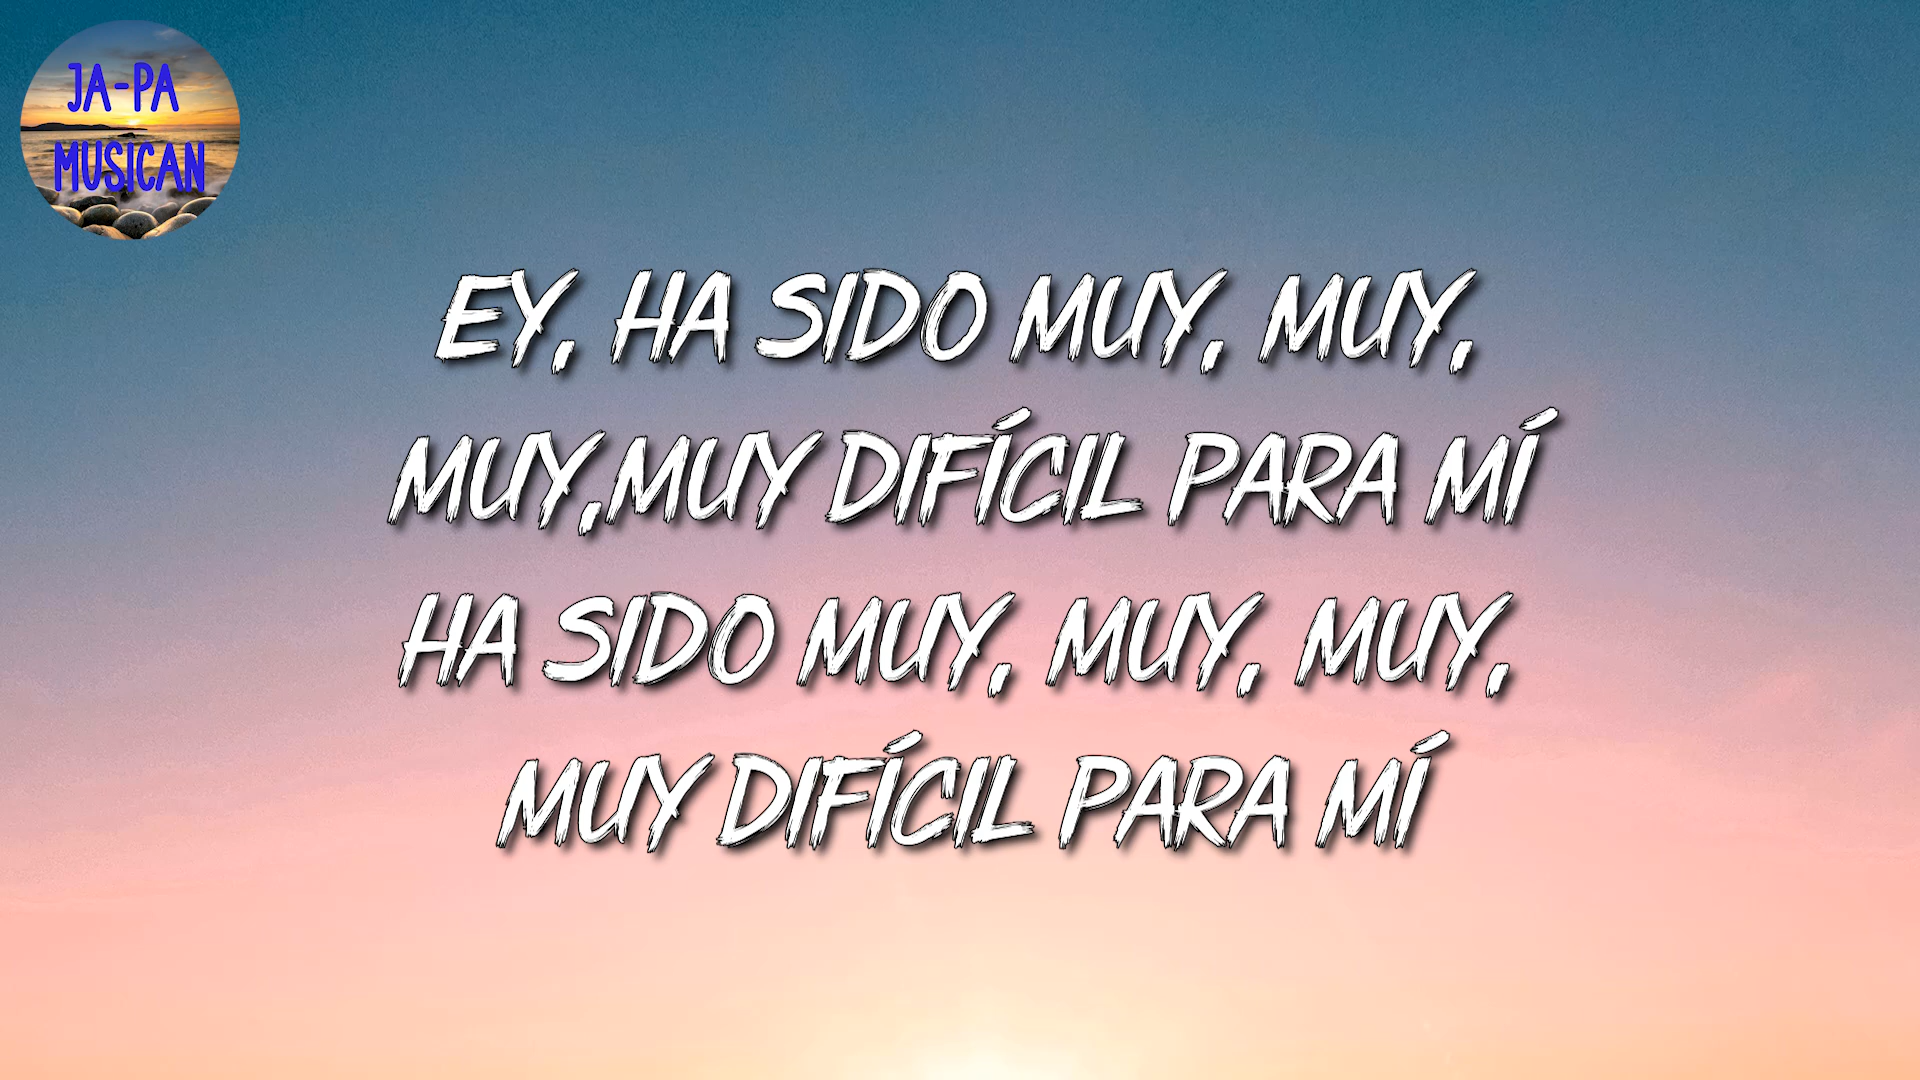 JA-PA
MUSICAN
EY, HA SIDO MUY, MUY,
MUY,MUY DIFÍCIL PARA MÍ
HA SIDO MUY, MUY, MUY,
MUY DIFÍCIL PARA MÍ